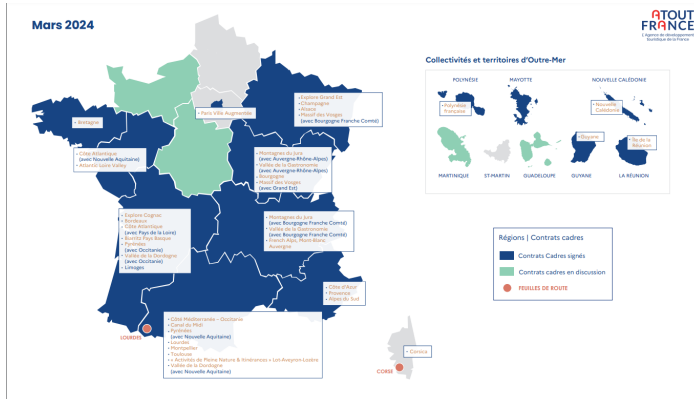 Mars 2024
ATOUT
FRANCE
L'Agence de développement
touristique de la France
Collectivités et territoires d'Outre-Mer
POLYNÉSIE
MAYOTTE
NOUVELLE CALÉDONIE
• Polynésie
française
• Nouvelle
Calédonie
• Guyane
• Île de la
Réunion
MARTINIQUE
ST-MARTIN
GUADELOUPE
GUYANE
LA RÉUNION
• Paris Ville Augmentée
• Explore Grand Est
• Champagne
• Alsace
• Massif des Vosges
(avec Bourgogne Franche Comté)
• Bretagne
• Côte Atlantique
(avec Nouvelle Aquitaine)
• Atlantic Loire Valley
• Montagnes du Jura
(avec Auvergne-Rhône-Alpes)
• Vallée de la Gastronomie
(avec Auvergne-Rhône-Alpes)
• Bourgogne
• Massif des Vosges
(avec Grand Est)
• Explore Cognac
• Bordeaux
• Côte Atlantique
(avec Pays de la Loire)
• Biarritz Pays Basque
• Pyrénées
(avec Occitanie)
• Vallée de la Dordogne
(avec Occitanie)
• Limoges
• Montagnes du Jura
(avec Bourgogne Franche Comté)
• Vallée de la Gastronomie
(avec Bourgogne Franche Comté)
• French Alps, Mont-Blanc
• Auvergne
• Côte d'Azur
• Provence
• Alpes du Sud
• Côté Méditerranée – Occitanie
• Canal du Midi
• Pyrénées
(avec Nouvelle Aquitaine)
• Lourdes
• Montpellier
• Toulouse
• « Activités de Pleine Nature & Itinérances » Lot-Aveyron-Lozère
• Vallée de la Dordogne
(avec Nouvelle Aquitaine)
LOURDES
• Corsica
CORSE
Régions | Contrats cadres
Contrats Cadres signés
Contrats Cadres en discussion
FEUILLES DE ROUTE